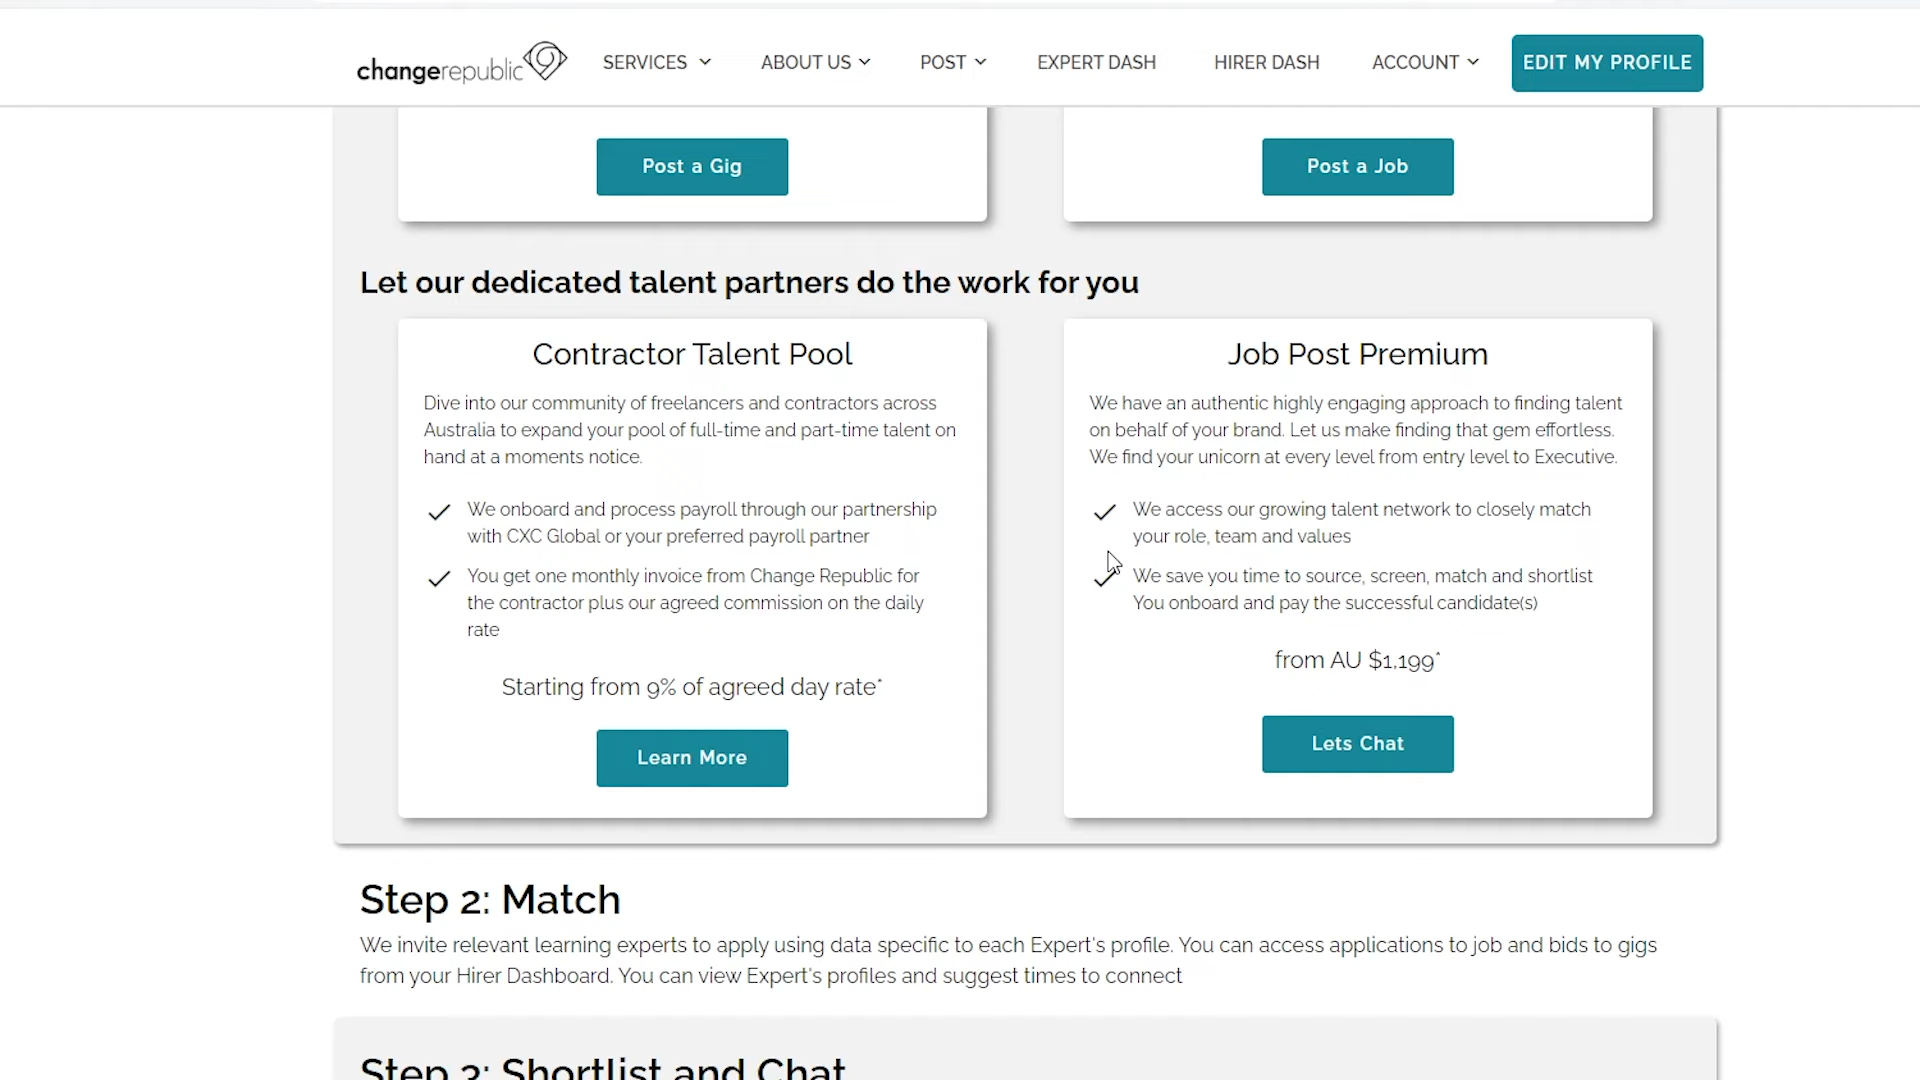 changerepublic
SERVICES
ABOUT US
POST
EXPERT DASH
HIRER DASH
ACCOUNT
EDIT MY PROFILE
Post a Gig
Post a Job
Let our dedicated talent partners do the work for you
Contractor Talent Pool
Dive into our community of freelancers and contractors across
Australia to expand your pool of full-time and part-time talent on
hand at a moments notice.
We onboard and process payroll through our partnership
with CXC Global or your preferred payroll partner
You get one monthly invoice from Change Republic for
the contractor plus our agreed commission on the daily
rate
Starting from 9% of agreed day rate*
Learn More
Job Post Premium
We have an authentic highly engaging approach to finding talent
on behalf of your brand. Let us make finding that gem effortless.
We find your unicorn at every level from entry level to Executive.
We access our growing talent network to closely match
your role, team and values
We save you time to source, screen, match and shortlist
You onboard and pay the successful candidate(s)
from AU $1,199*
Lets Chat
Step 2: Match
We invite relevant learning experts to apply using data specific to each Expert's profile. You can access applications to job and bids to gigs
from your Hirer Dashboard. You can view Expert's profiles and suggest times to connect
Step 3: Shortlist and Chat